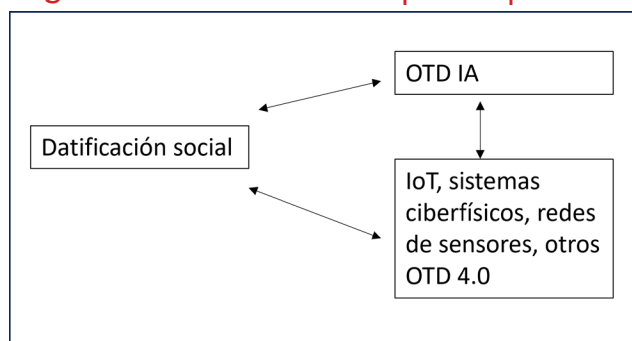 OTD IA
Datificación social
IoT, sistemas
ciberfísicos, redes
de sensores, otros
OTD 4.0